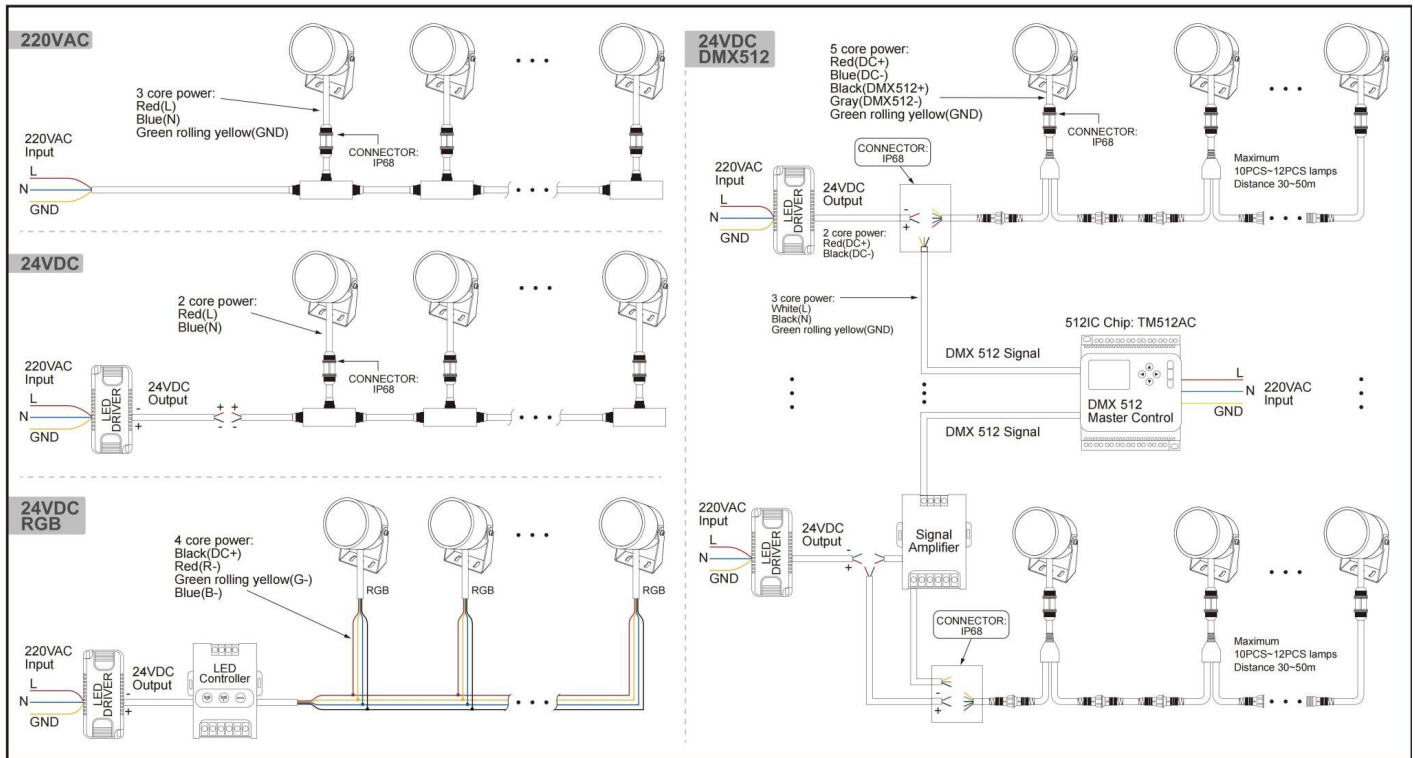 220VAC
3 core power:
Red(L)
Blue(N)
Green rolling yellow(GND)
220VAC
Input
L
N
GND
CONNECTOR:
IP68
24VDC
2 core power:
Red(L)
Blue(N)
220VAC
Input
L
N
GND
LED
DRIVER
24VDC
Output
-
+
+ +
- -
CONNECTOR:
IP68
24VDC
RGB
4 core power:
Black(DC+)
Red(R-)
Green rolling yellow(G-)
Blue(B-)
RGB
RGB
RGB
220VAC
Input
L
N
GND
LED
DRIVER
24VDC
Output
-
+
LED
Controller
24VDC
DMX512
5 core power:
Red(DC+)
Blue(DC-)
Black(DMX512+)
Gray(DMX512-)
Green rolling yellow(GND)
CONNECTOR:
IP68
CONNECTOR:
IP68
Maximum
10PCS~12PCS lamps
Distance 30~50m
220VAC
Input
L
N
GND
LED
DRIVER
24VDC
Output
-
+
2 core power:
Red(DC+)
Black(DC-)
3 core power:
White(L)
Black(N)
Green rolling yellow(GND)
512IC Chip: TM512AC
DMX 512 Signal
DMX 512
Master Control
L
N
GND
220VAC
Input
DMX 512 Signal
220VAC
Input
L
N
GND
LED
DRIVER
24VDC
Output
-
+
Signal
Amplifier
CONNECTOR:
IP68
-
+
Maximum
10PCS~12PCS lamps
Distance 30~50m